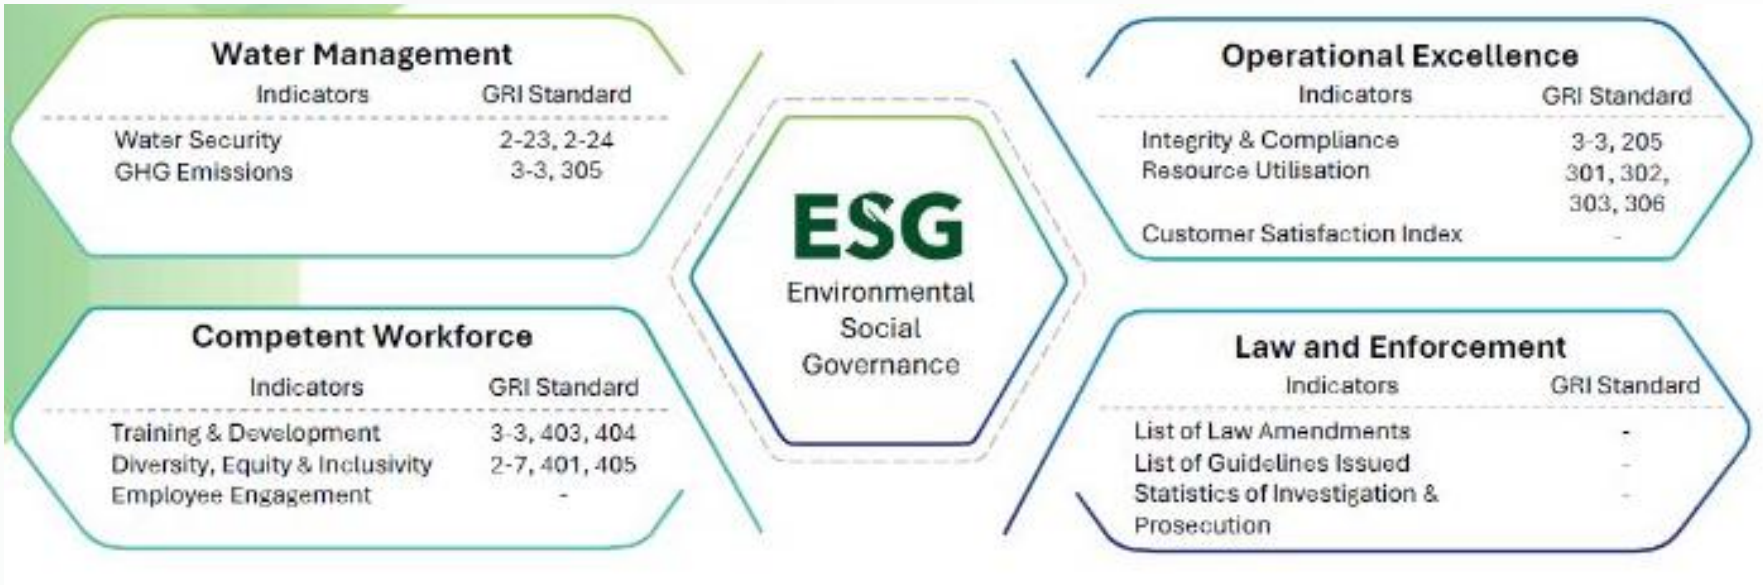 Water Management
Indicators GRI Standard
Water Security 2-23, 2-24
GHG Emissions 3-3, 305
Operational Excellence
Indicators GRI Standard
Integrity & Compliance 3-3, 205
Resource Utilisation 301, 302,
303, 306
Customer Satisfaction Index -
ESG
Environmental
Social
Governance
Competent Workforce
Indicators GRI Standard
Training & Development 3-3, 403, 404
Diversity, Equity & Inclusivity 2-7, 401, 405
Employee Engagement -
Law and Enforcement
Indicators GRI Standard
List of Law Amendments -
List of Guidelines Issued -
Statistics of Investigation & -
Prosecution